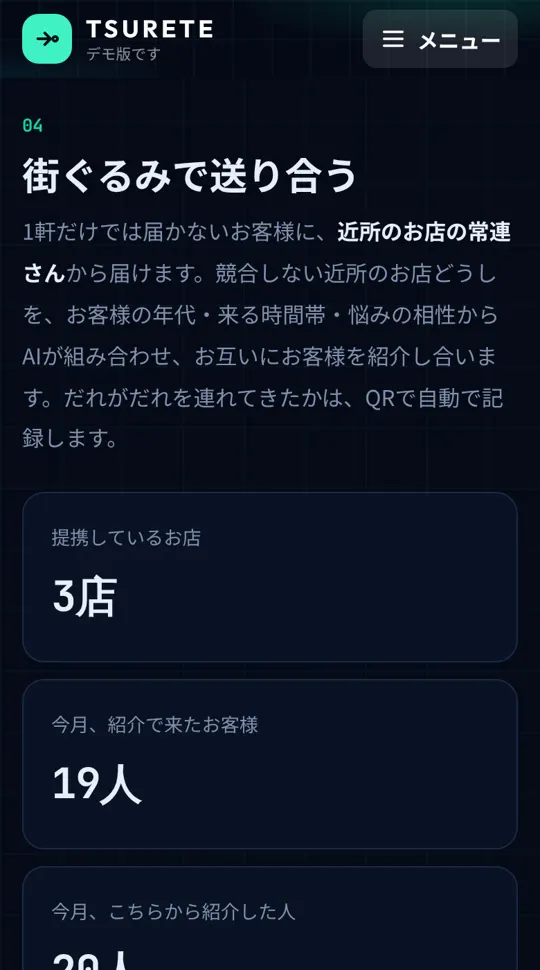 TSURETE
デモ版です
メニュー
04
街ぐるみで送り合う
1軒だけでは届かないお客様に、近所のお店の常連
さんから届けます。競合しない近所のお店どうし
を、お客様の年代・来る時間帯・悩みの相性から
AIが組み合わせ、お互いにお客様を紹介し合いま
す。だれがだれを連れてきたかは、QRで自動で記
録します。
提携しているお店
3店
今月、紹介で来たお客様
19人
今月、こちらから紹介した人
20人